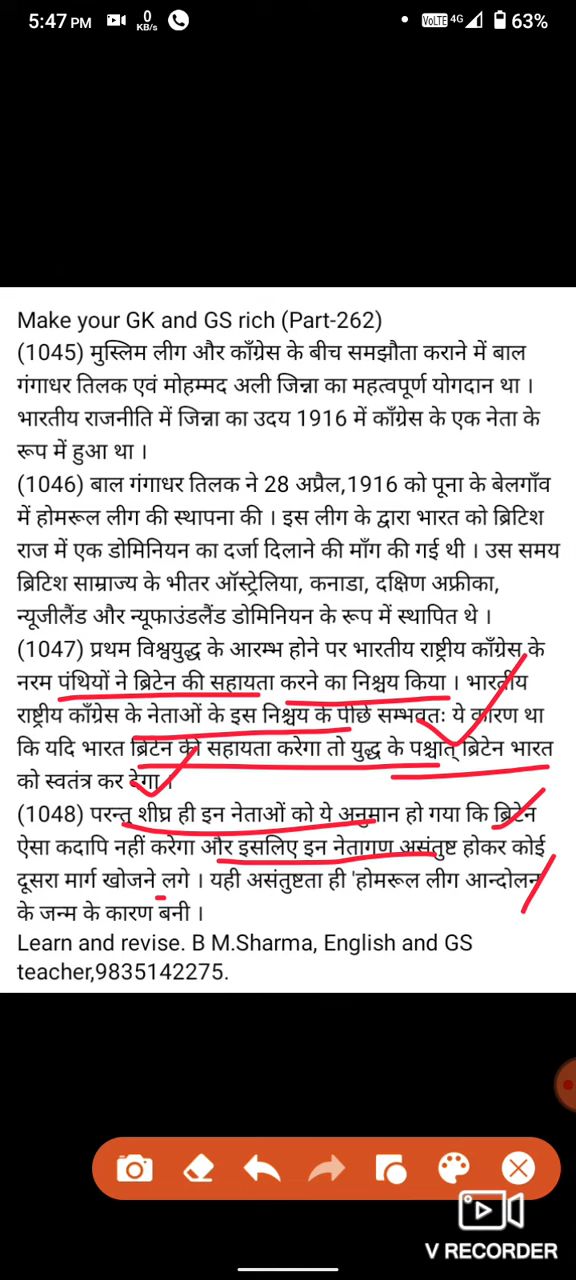 5:47 PM 0 KB/s VoLTE 4G 63%
Make your GK and GS rich (Part-262)
(1045) मुस्लिम लीग और काँग्रेस के बीच समझौता कराने में बाल
गंगाधर तिलक एवं मोहम्मद अली जिन्ना का महत्वपूर्ण योगदान था ।
भारतीय राजनीति में जिन्ना का उदय 1916 में काँग्रेस के एक नेता के
रूप में हुआ था ।
(1046) बाल गंगाधर तिलक ने 28 अप्रैल,1916 को पूना के बेलगाँव
में होमरूल लीग की स्थापना की । इस लीग के द्वारा भारत को ब्रिटिश
राज में एक डोमिनियन का दर्जा दिलाने की माँग की गई थी । उस समय
ब्रिटिश साम्राज्य के भीतर ऑस्ट्रेलिया, कनाडा, दक्षिण अफ्रीका,
न्यूजीलैंड और न्यूफाउंडलैंड डोमिनियन के रूप में स्थापित थे ।
(1047) प्रथम विश्वयुद्ध के आरम्भ होने पर भारतीय राष्ट्रीय काँग्रेस के
नरम पंथियों ने ब्रिटेन की सहायता करने का निश्चय किया । भारतीय
राष्ट्रीय काँग्रेस के नेताओं के इस निश्चय के पीछे सम्भवतः ये कारण था
कि यदि भारत ब्रिटेन की सहायता करेगा तो युद्ध के पश्चात् ब्रिटेन भारत
को स्वतंत्र कर देगा ।
(1048) परन्तु शीघ्र ही इन नेताओं को ये अनुमान हो गया कि ब्रिटेन
ऐसा कदापि नहीं करेगा और इसलिए इन नेतागण असंतुष्ट होकर कोई
दूसरा मार्ग खोजने लगे । यही असंतुष्टता ही 'होमरूल लीग आन्दोलन
के जन्म के कारण बनी ।
Learn and revise. B M.Sharma, English and GS
teacher,9835142275.
V RECORDER